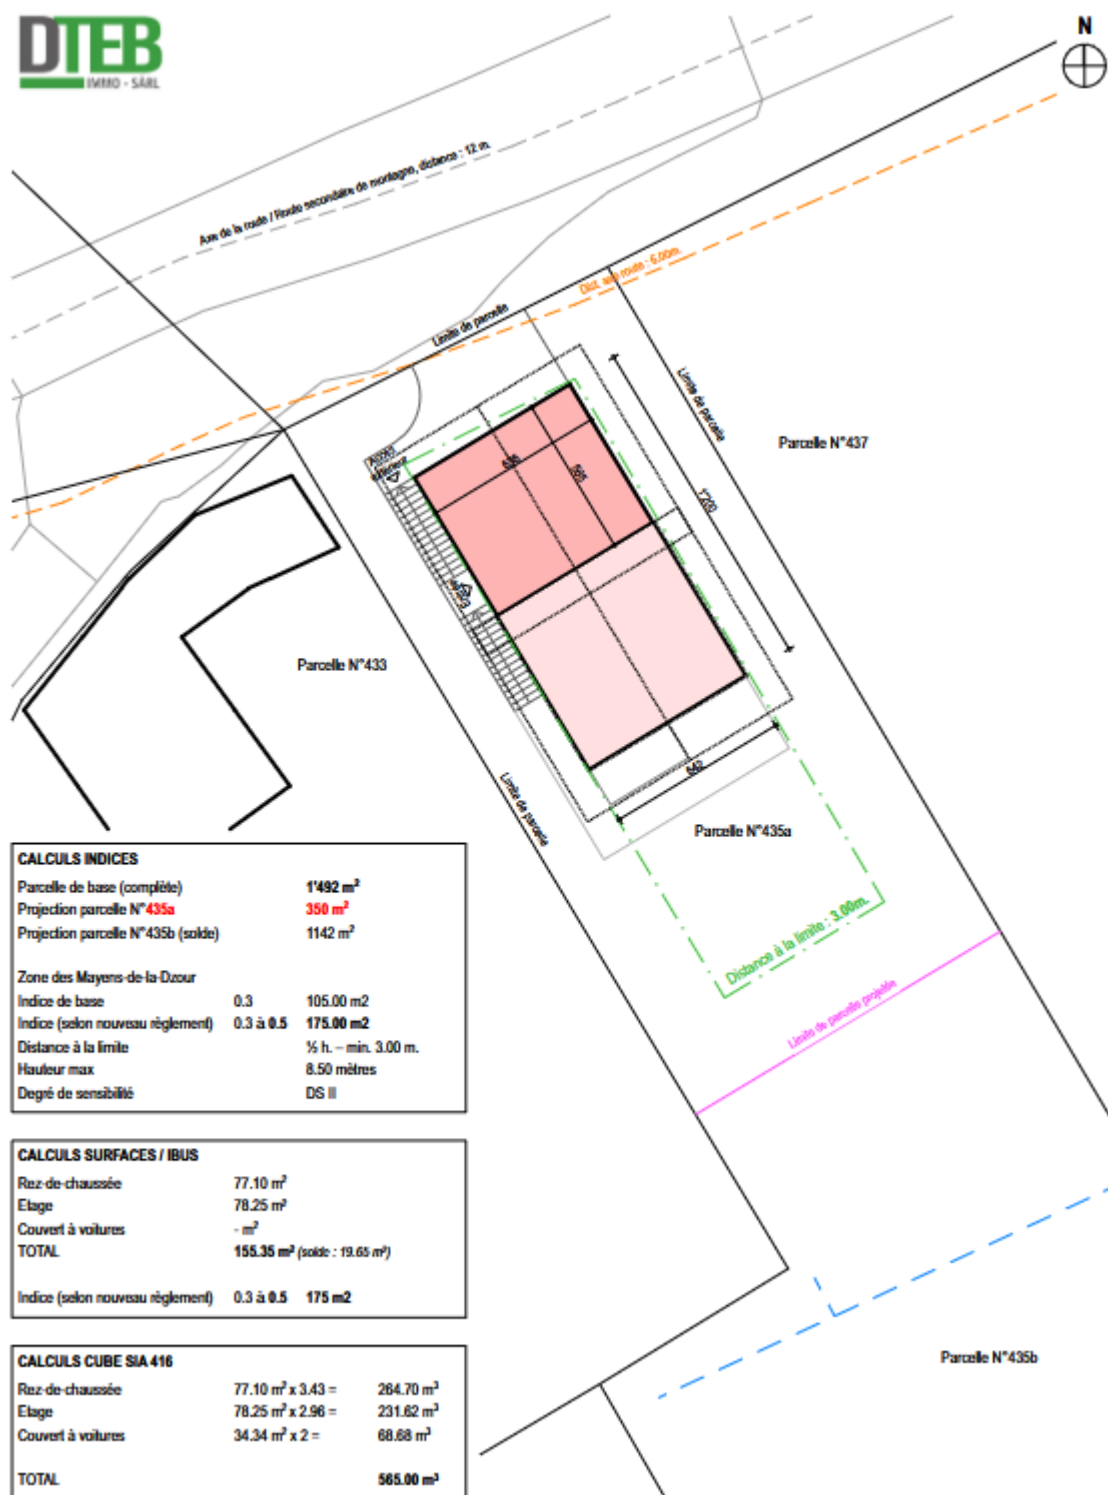 DTEB
IMMO - SÀRL
N
Axe de la route / Route secondaire de montagne, distance : 12 m.
Dist. axe route : 6.00m.
Limite de parcelle
Limite de parcelle
Parcelle N°437
Accès
extérieur
636
565
1'200
Entrée
Parcelle N°433
Limite de parcelle
642
Parcelle N°435a
Distance à la limite : 3.00m.
Limite de parcelle projetée
Parcelle N°435b
CALCULS INDICES
Parcelle de base (complète) 1'492 m²
Projection parcelle N°435a 350 m²
Projection parcelle N°435b (solde) 1142 m²
Zone des Mayens-de-la-Dzour
Indice de base 0.3 105.00 m2
Indice (selon nouveau règlement) 0.3 à 0.5 175.00 m2
Distance à la limite ½ h. – min. 3.00 m.
Hauteur max 8.50 mètres
Degré de sensibilité DS II
CALCULS SURFACES / IBUS
Rez-de-chaussée 77.10 m²
Etage 78.25 m²
Couvert à voitures - m²
TOTAL 155.35 m² (solde : 19.65 m²)
Indice (selon nouveau règlement) 0.3 à 0.5 175 m2
CALCULS CUBE SIA 416
Rez-de-chaussée 77.10 m² x 3.43 = 264.70 m³
Etage 78.25 m² x 2.96 = 231.62 m³
Couvert à voitures 34.34 m² x 2 = 68.68 m³
TOTAL 565.00 m³